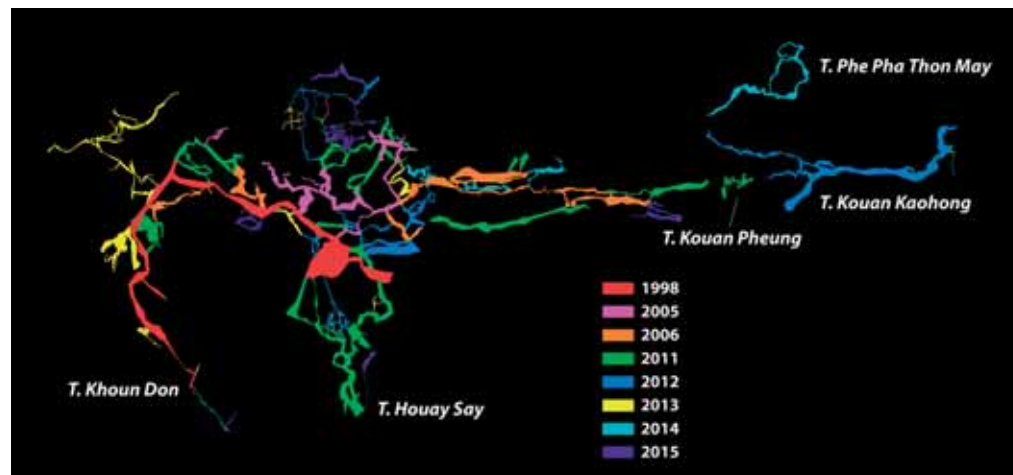 T. Phe Pha Thon May
T. Kouan Kaohong
T. Kouan Pheung
1998
2005
2006
2011
2012
2013
2014
2015
T. Khoun Don
T. Houay Say